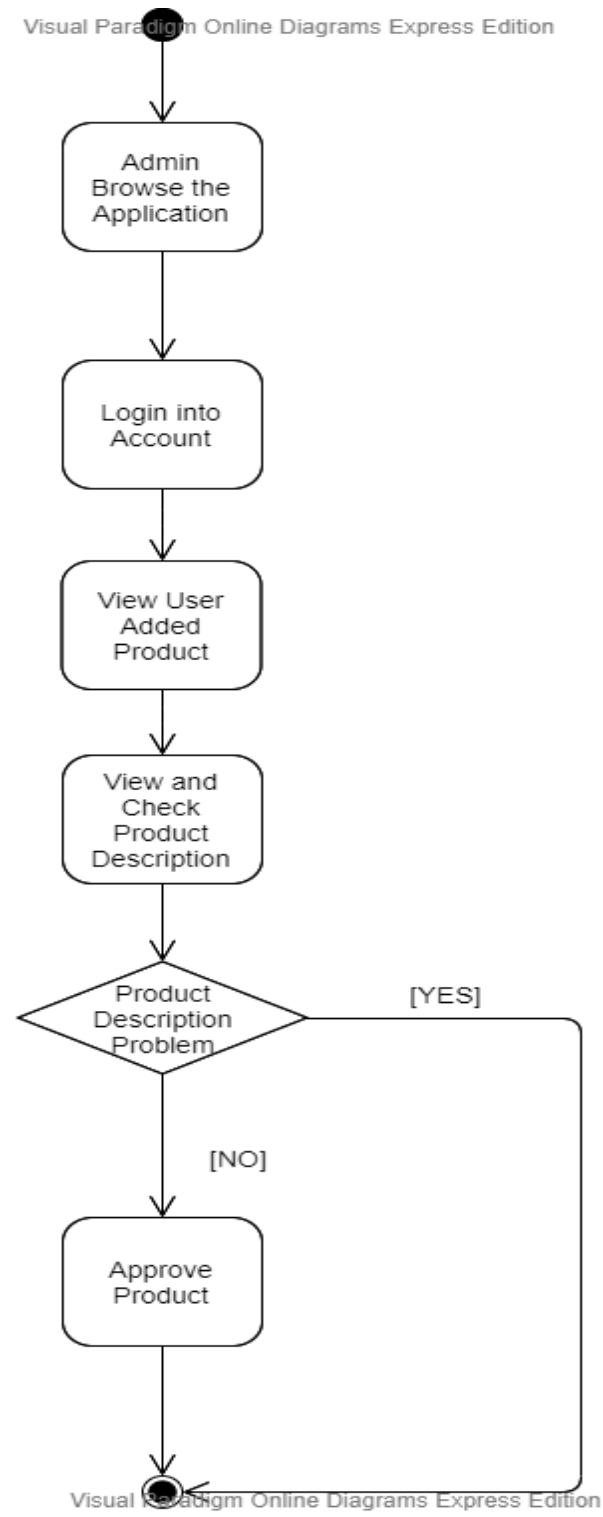 Visual Paradigm Online Diagrams Express Edition
Admin
Browse the
Application
Login into
Account
View User
Added
Product
View and
Check
Product
Description
Product
Description
Problem
[YES]
[NO]
Approve
Product
Visual Paradigm Online Diagrams Express Edition